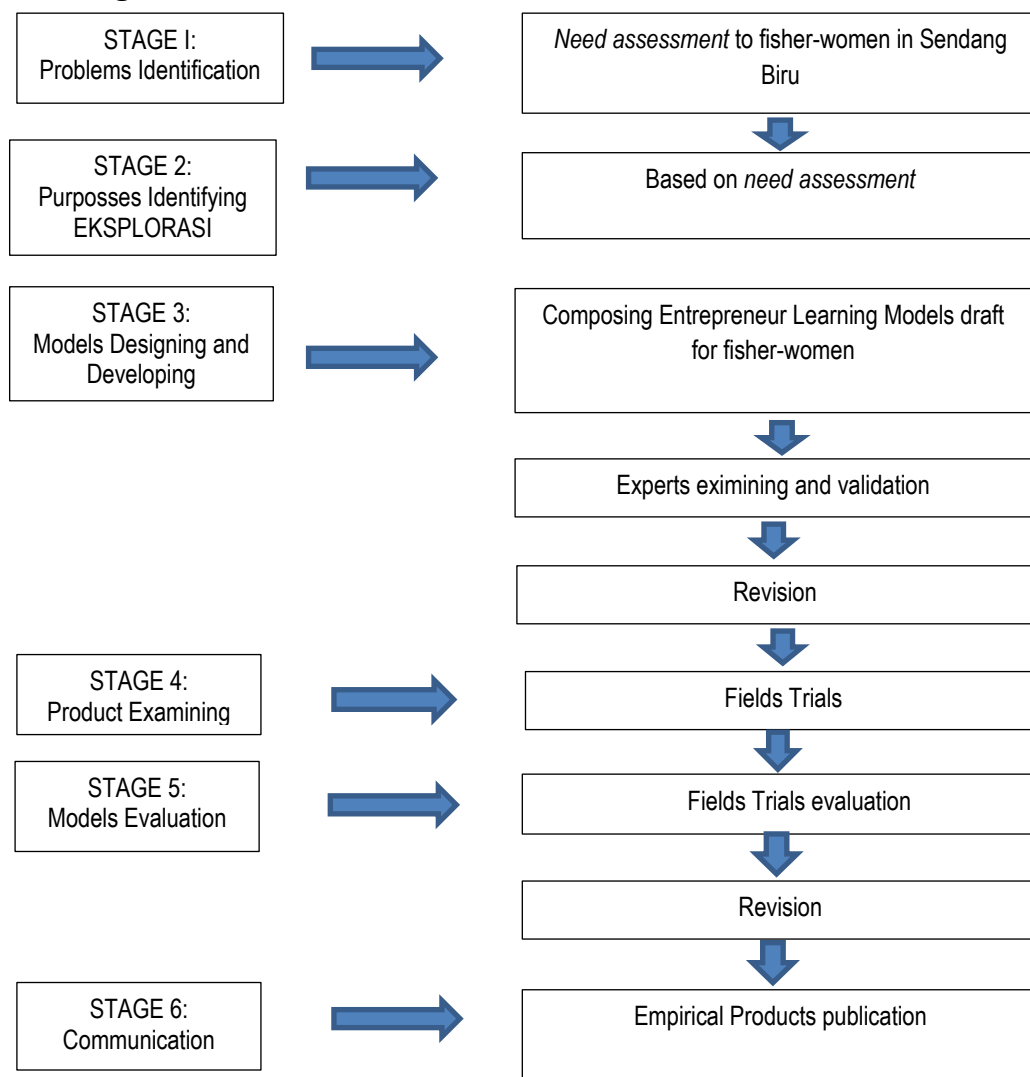 STAGE I:
Problems Identification
Need assessment to fisher-women in Sendang
Biru
STAGE 2:
Purposses Identifying
EKSPLORASI
Based on need assessment
STAGE 3:
Models Designing and
Developing
Composing Entrepreneur Learning Models draft
for fisher-women
Experts eximining and validation
Revision
STAGE 4:
Product Examining
Fields Trials
STAGE 5:
Models Evaluation
Fields Trials evaluation
Revision
STAGE 6:
Communication
Empirical Products publication